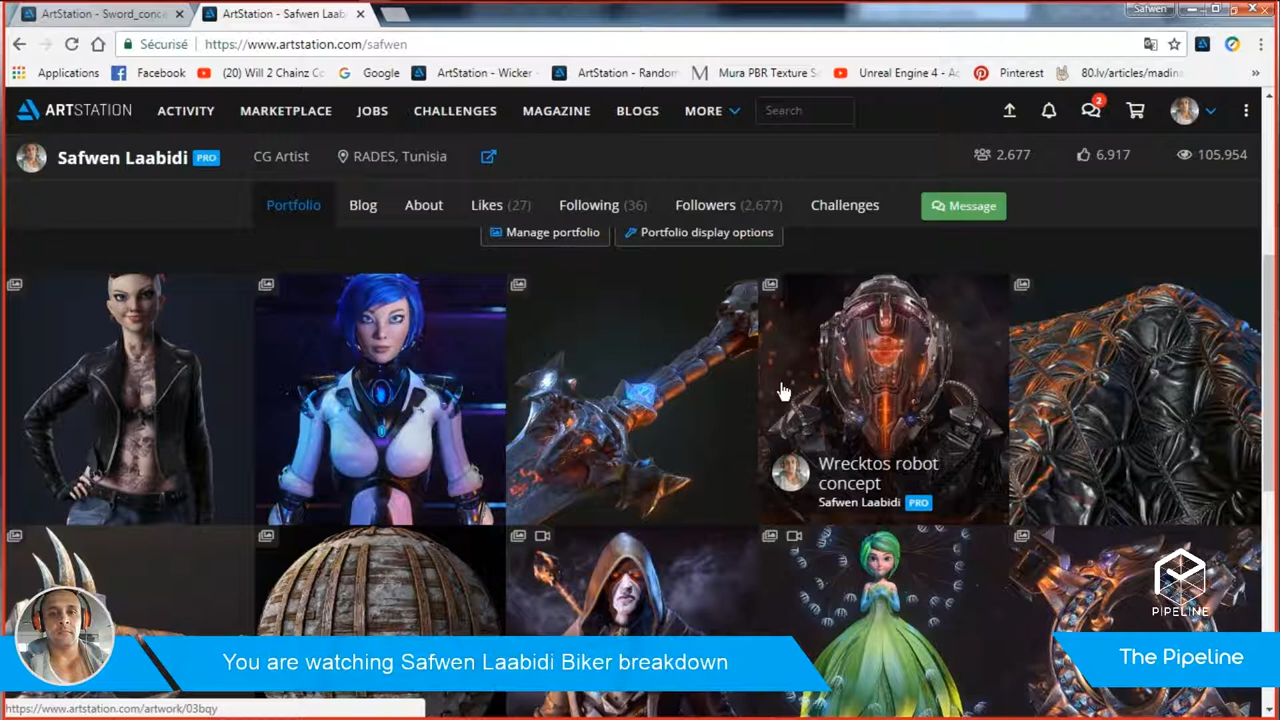 ArtStation - Sword_conce
ArtStation - Safwen Laab
Safwen
Sécurisé
https://www.artstation.com/safwen
Applications
Facebook
(20) Will 2 Chainz Co
Google
ArtStation - Wicker
ArtStation - Random
Mura PBR Texture S
Unreal Engine 4 - Ac
Pinterest
80.lv/articles/madin
»
ARTSTATION
ACTIVITY
MARKETPLACE
JOBS
CHALLENGES
MAGAZINE
BLOGS
MORE
Search
2
Safwen Laabidi PRO
CG Artist
RADES, Tunisia
2,677
6,917
105,954
Portfolio
Blog
About
Likes (27)
Following (36)
Followers (2,677)
Challenges
Message
Manage portfolio
Portfolio display options
Wrecktos robot
concept
Safwen Laabidi PRO
PIPELINE
You are watching Safwen Laabidi Biker breakdown
The Pipeline
https://www.artstation.com/artwork/03bqy